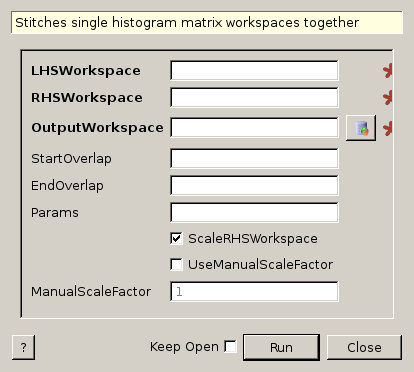 Stitches single histogram matrix workspaces together
LHSWorkspace
RHSWorkspace
OutputWorkspace
StartOverlap
EndOverlap
Params
ScaleRHSWorkspace
UseManualScaleFactor
ManualScaleFactor 1
? Keep Open Run Close